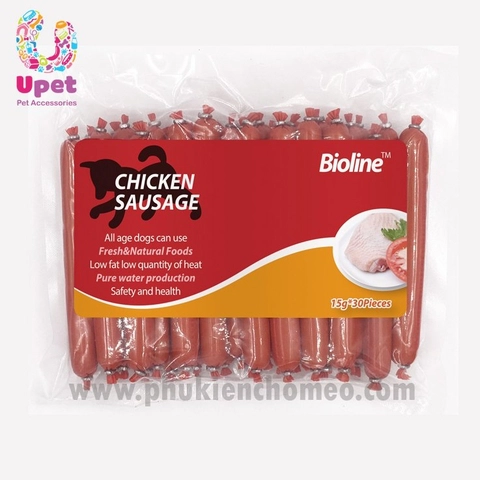 Upet
Pet Accessories
CHICKEN
SAUSAGE
Bioline™
All age dogs can use
Fresh&Natural Foods
Low fat low quantity of heat
Pure water production
Safety and health
15g*30Pieces
www.phukienchomeo.com